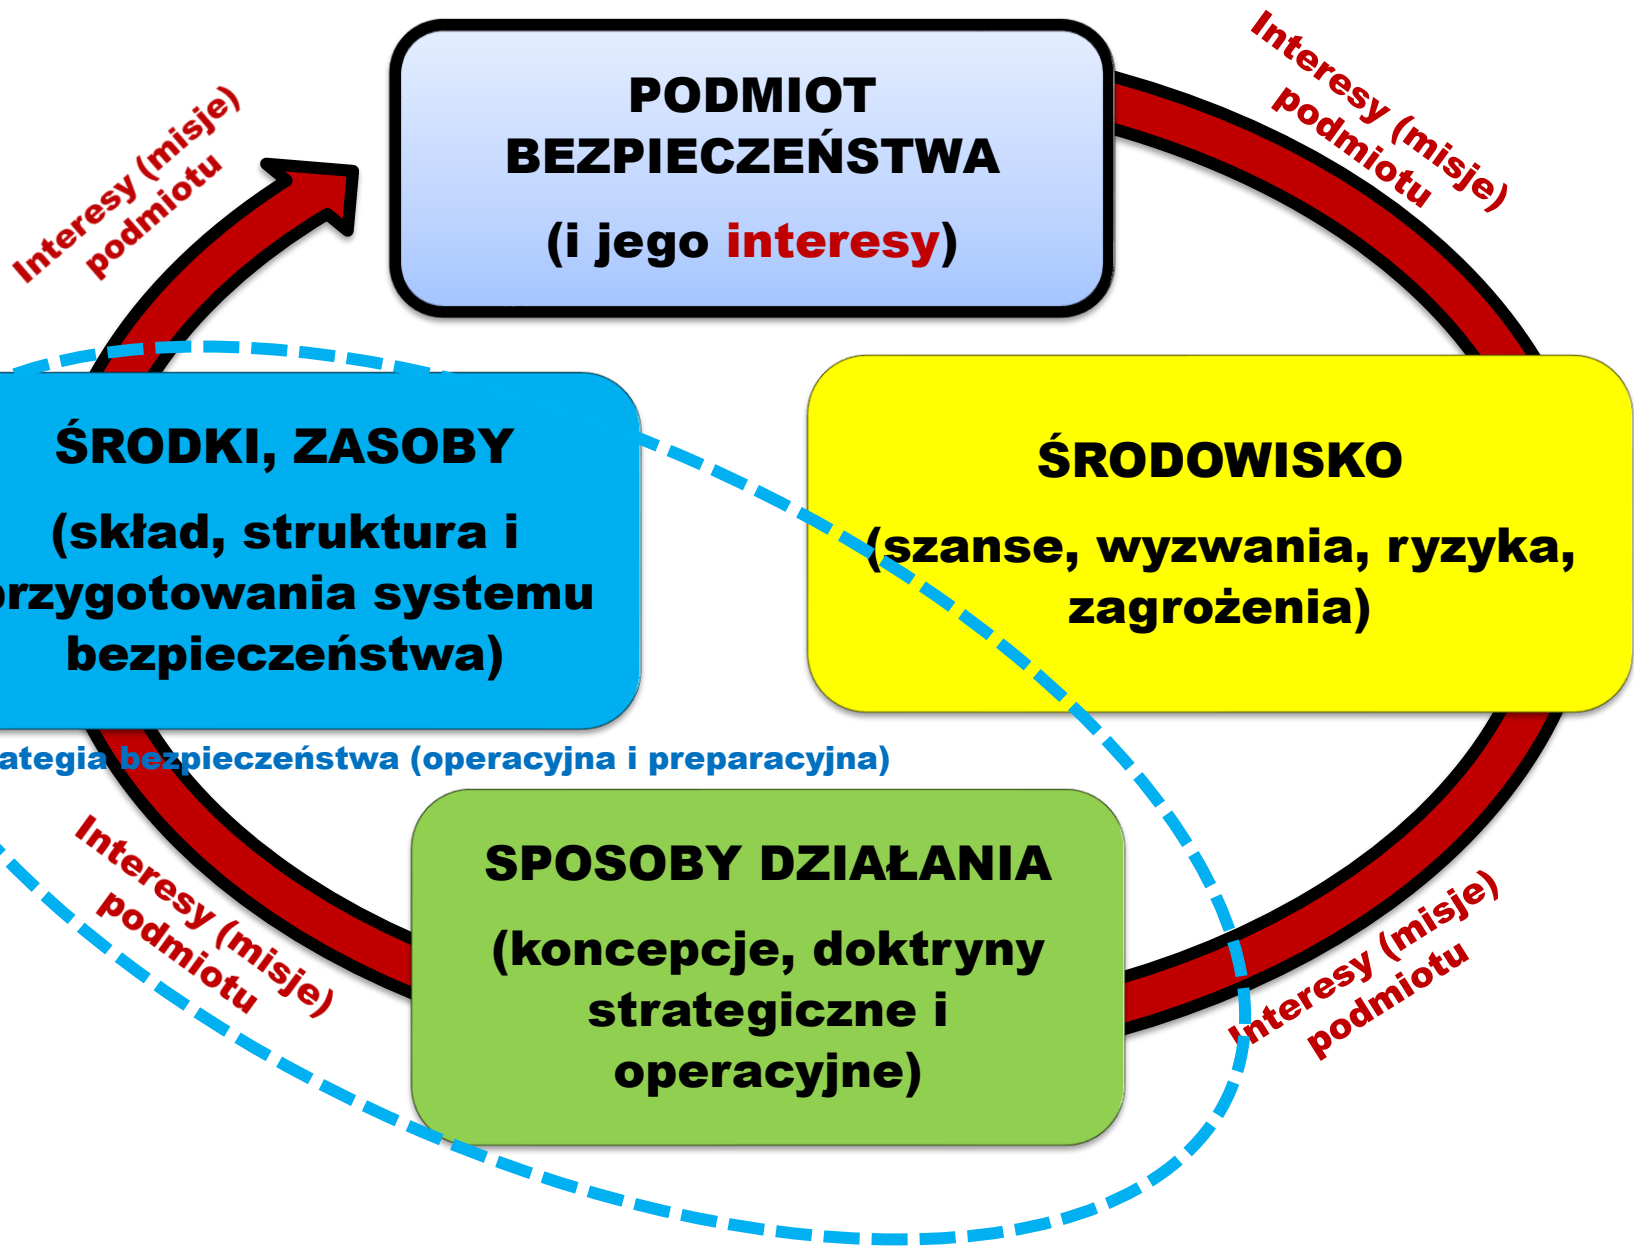 PODMIOT
BEZPIECZEŃSTWA
(i jego interesy)
Interesy (misje)
podmiotu
Interesy (misje)
podmiotu
ŚRODKI, ZASOBY
(skład, struktura i
przygotowania systemu
bezpieczeństwa)
ŚRODOWISKO
(szanse, wyzwania, ryzyka,
zagrożenia)
ategia bezpieczeństwa (operacyjna i preparacyjna)
SPOSOBY DZIAŁANIA
(koncepcje, doktryny
strategiczne i
operacyjne)
Interesy (misje)
podmiotu
Interesy (misje)
podmiotu